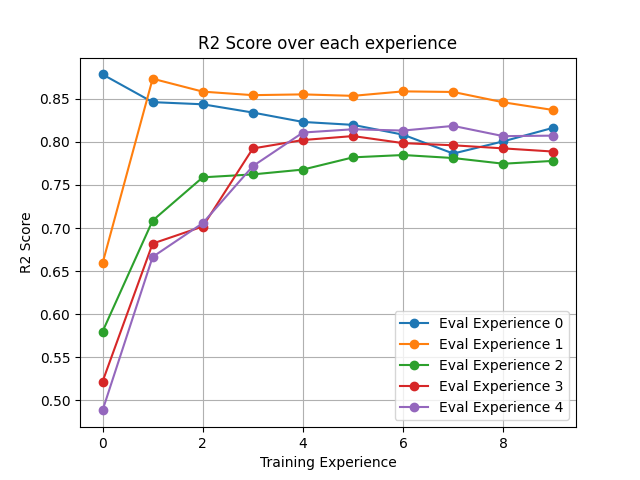 R2 Score over each experience
R2 Score
0.85
0.80
0.75
0.70
0.65
0.60
0.55
0.50
Eval Experience 0
Eval Experience 1
Eval Experience 2
Eval Experience 3
Eval Experience 4
0 2 4 6 8
Training Experience